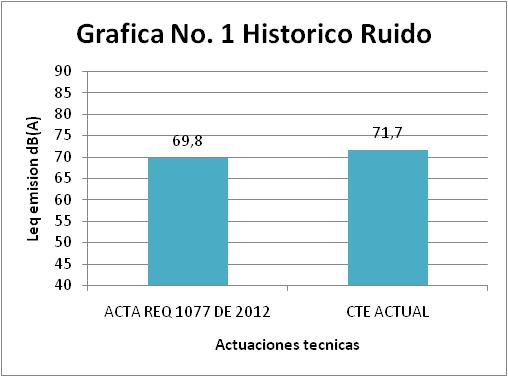 Grafica No. 1 Historico Ruido
Leq emision dB(A)
90
85
80
75
70
65
60
55
50
45
40
69,8
71,7
ACTA REQ 1077 DE 2012
CTE ACTUAL
Actuaciones tecnicas